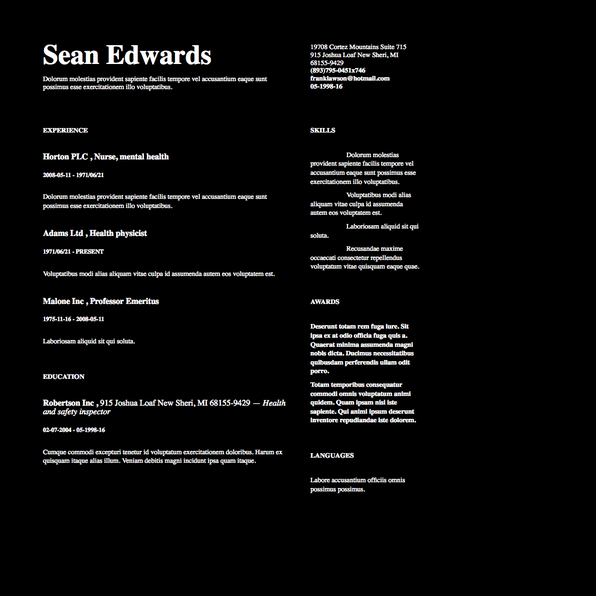 Sean Edwards
Dolorum molestias provident sapiente facilis tempore vel accusantium eaque sunt
possimus esse exercitationem illo voluptatibus.
19708 Cortez Mountains Suite 715
915 Joshua Loaf New Sheri, MI
68155-9429
(893)795-0451x746
franklawson@hotmail.com
05-1998-16
EXPERIENCE
Horton PLC , Nurse, mental health
2008-05-11 - 1971/06/21
Dolorum molestias provident sapiente facilis tempore vel accusantium eaque sunt
possimus esse exercitationem illo voluptatibus.
Adams Ltd , Health physicist
1971/06/21 - PRESENT
Voluptatibus modi alias aliquam vitae culpa id assumenda autem eos voluptatem est.
Malone Inc , Professor Emeritus
1975-11-16 - 2008-05-11
Laboriosam aliquid sit qui soluta.
EDUCATION
Robertson Inc , 915 Joshua Loaf New Sheri, MI 68155-9429 — Health
and safety inspector
02-07-2004 - 05-1998-16
Cumque commodi excepturi tenetur id voluptatum exercitationem doloribus. Harum ex
quisquam itaque alias illum. Veniam debitis magni incidunt ipsa quam itaque.
SKILLS
Dolorum molestias
provident sapiente facilis tempore vel
accusantium eaque sunt possimus esse
exercitationem illo voluptatibus.
Voluptatibus modi alias
aliquam vitae culpa id assumenda
autem eos voluptatem est.
Laboriosam aliquid sit qui
soluta.
Recusandae maxime
occaecati consectetur repellendus
voluptatum vitae quisquam eaque quae.
AWARDS
Deserunt totam rem fuga iure. Sit
ipsa ex at odio officia fuga quis a.
Quaerat minima assumenda magni
nobis dicta. Ducimus necessitatibus
quibusdam perferendis ullam odit
porro.
Totam temporibus consequatur
commodi omnis voluptatum animi
quidem. Quam ipsam nisi iste
sapiente. Qui animi ipsum deserunt
inventore repudiandae iste dolorem.
LANGUAGES
Labore accusantium officiis omnis
possimus possimus.